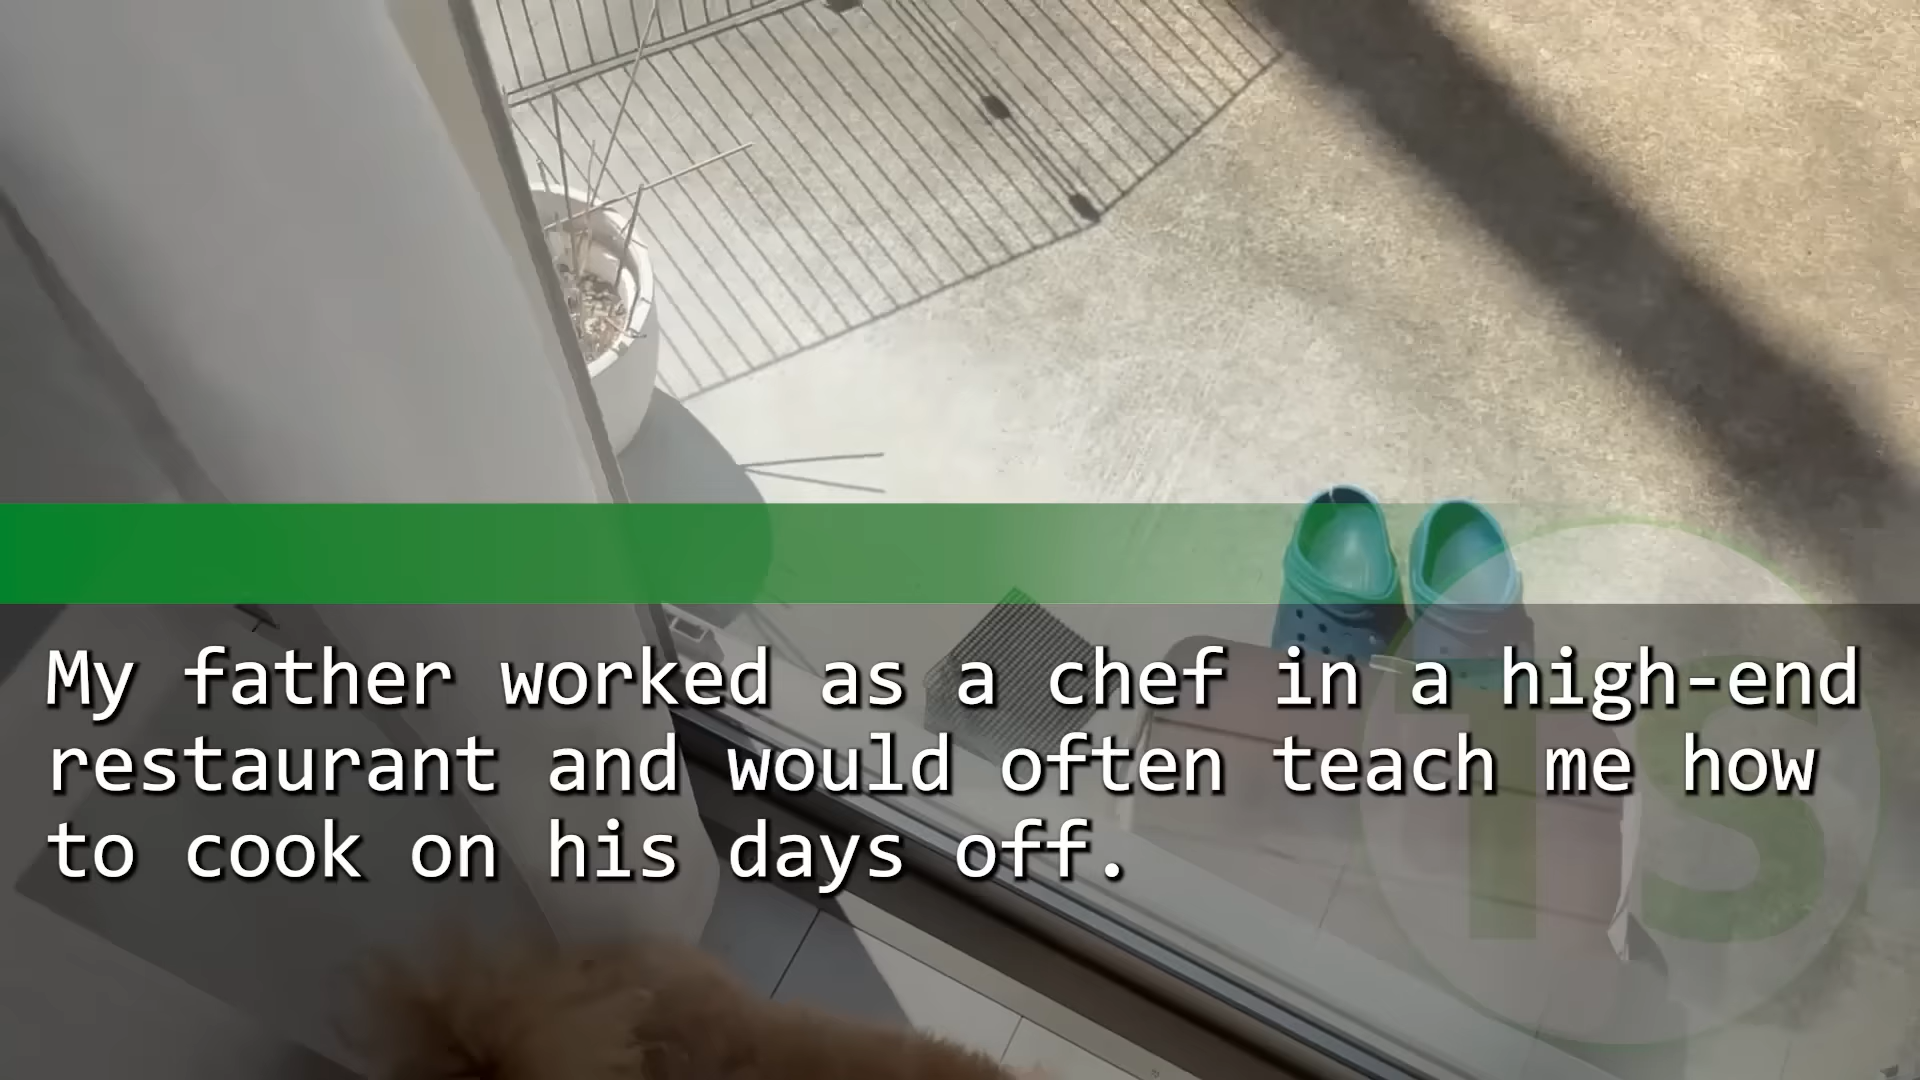 My father worked as a chef in a high-end
restaurant and would often teach me how
to cook on his days off.
TS